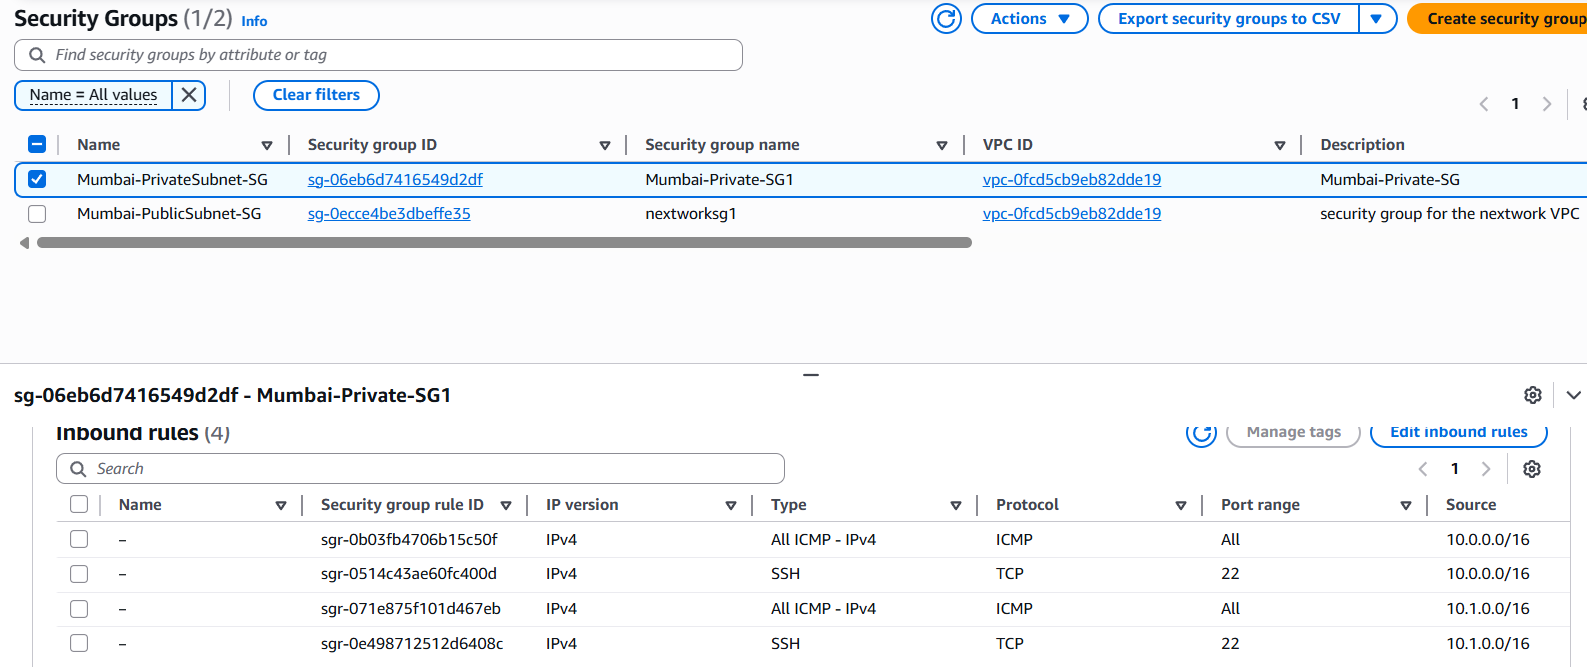 Security Groups (1/2) Info
Actions
Export security groups to CSV
Create security group
Find security groups by attribute or tag
Name = All values
Clear filters
1
Name Security group ID Security group name VPC ID Description
Mumbai-PrivateSubnet-SG sg-06eb6d7416549d2df Mumbai-Private-SG1 vpc-0fcd5cb9eb82dde19 Mumbai-Private-SG
Mumbai-PublicSubnet-SG sg-0ecce4be3dbeffe35 nextworksg1 vpc-0fcd5cb9eb82dde19 security group for the nextwork VPC
sg-06eb6d7416549d2df - Mumbai-Private-SG1
Inbound rules (4)
Manage tags
Edit inbound rules
Search
1
Name Security group rule ID IP version Type Protocol Port range Source
– sgr-0b03fb4706b15c50f IPv4 All ICMP - IPv4 ICMP All 10.0.0.0/16
– sgr-0514c43ae60fc400d IPv4 SSH TCP 22 10.0.0.0/16
– sgr-071e875f101d467eb IPv4 All ICMP - IPv4 ICMP All 10.1.0.0/16
– sgr-0e498712512d6408c IPv4 SSH TCP 22 10.1.0.0/16